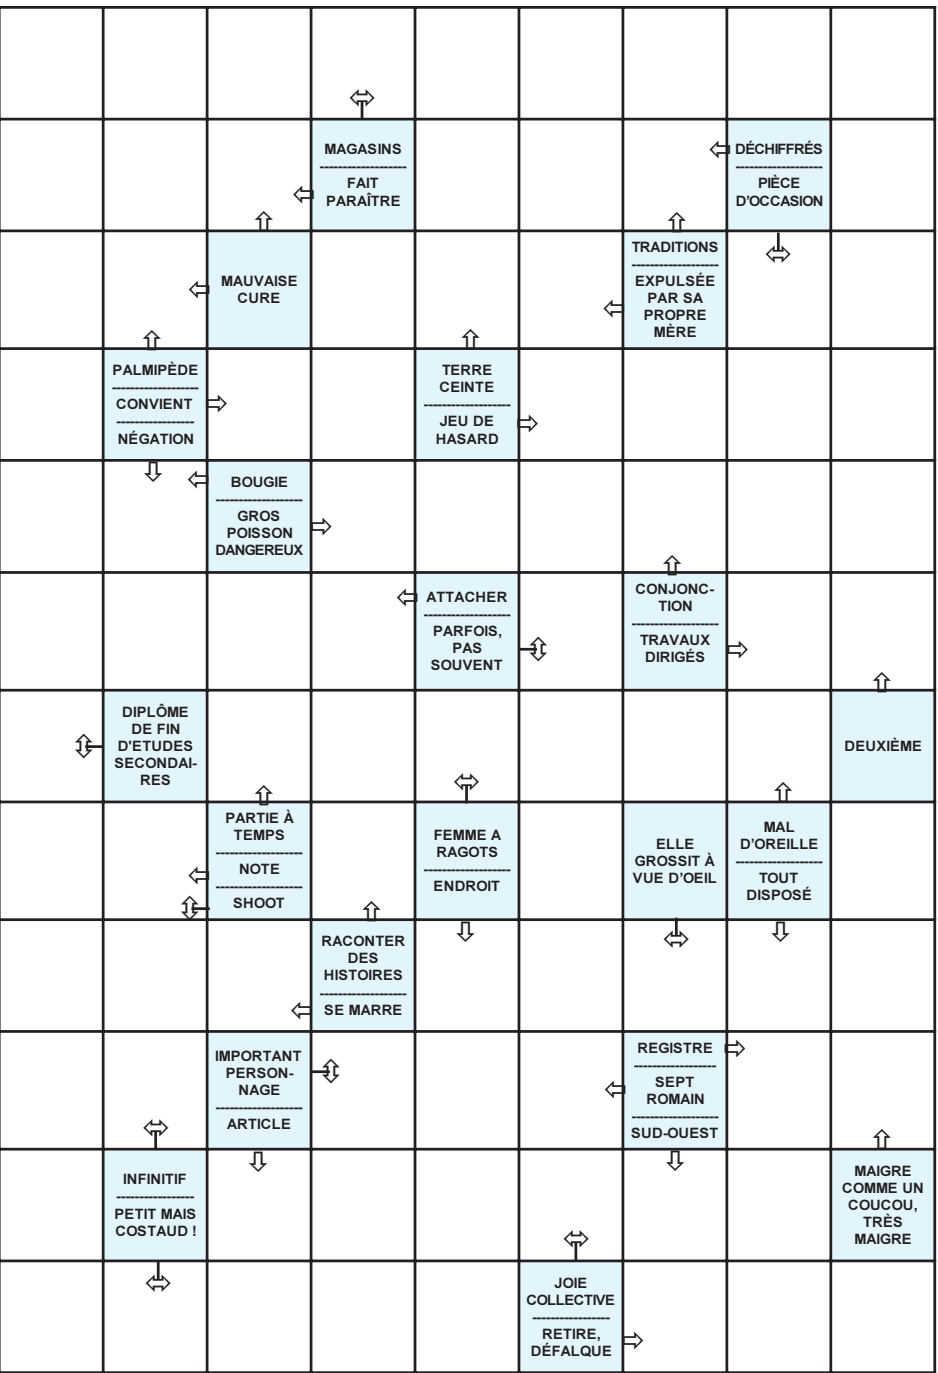 MAGASINS
--------------------
FAIT
PARAÎTRE
DÉCHIFFRÉS
--------------------
PIÈCE
D'OCCASION
MAUVAISE
CURE
TRADITIONS
--------------------
EXPULSÉE
PAR SA
PROPRE
MÈRE
PALMIPÈDE
--------------------
CONVIENT
--------------------
NÉGATION
TERRE
CEINTE
--------------------
JEU DE
HASARD
BOUGIE
--------------------
GROS
POISSON
DANGEREUX
ATTACHER
--------------------
PARFOIS,
PAS
SOUVENT
CONJONC-
TION
--------------------
TRAVAUX
DIRIGÉS
DIPLÔME
DE FIN
D'ETUDES
SECONDAI-
RES
DEUXIÈME
PARTIE À
TEMPS
--------------------
NOTE
--------------------
SHOOT
FEMME A
RAGOTS
--------------------
ENDROIT
ELLE
GROSSIT À
VUE D'OEIL
MAL
D'OREILLE
--------------------
TOUT
DISPOSÉ
RACONTER
DES
HISTOIRES
--------------------
SE MARRE
IMPORTANT
PERSON-
NAGE
--------------------
ARTICLE
REGISTRE
--------------------
SEPT
ROMAIN
--------------------
SUD-OUEST
INFINITIF
------------------
PETIT MAIS
COSTAUD !
MAIGRE
COMME UN
COUCOU,
TRÈS
MAIGRE
JOIE
COLLECTIVE
------------------
RETIRE,
DÉFALQUE